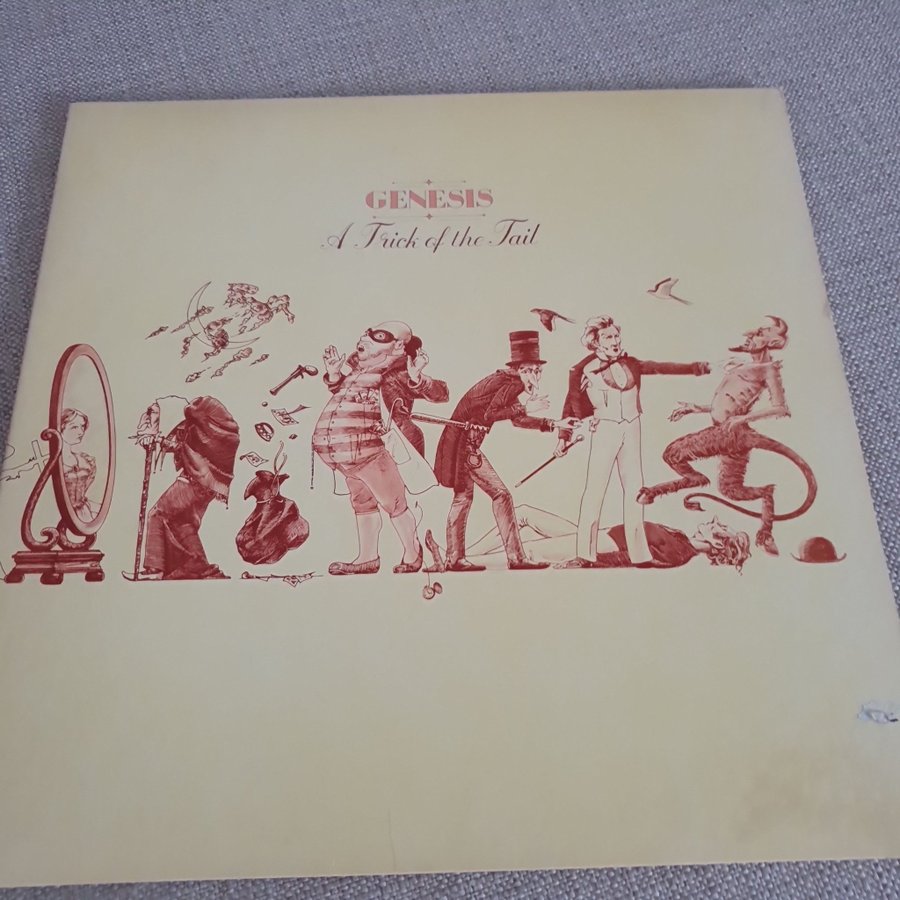 GENESIS
A Trick of the Tail